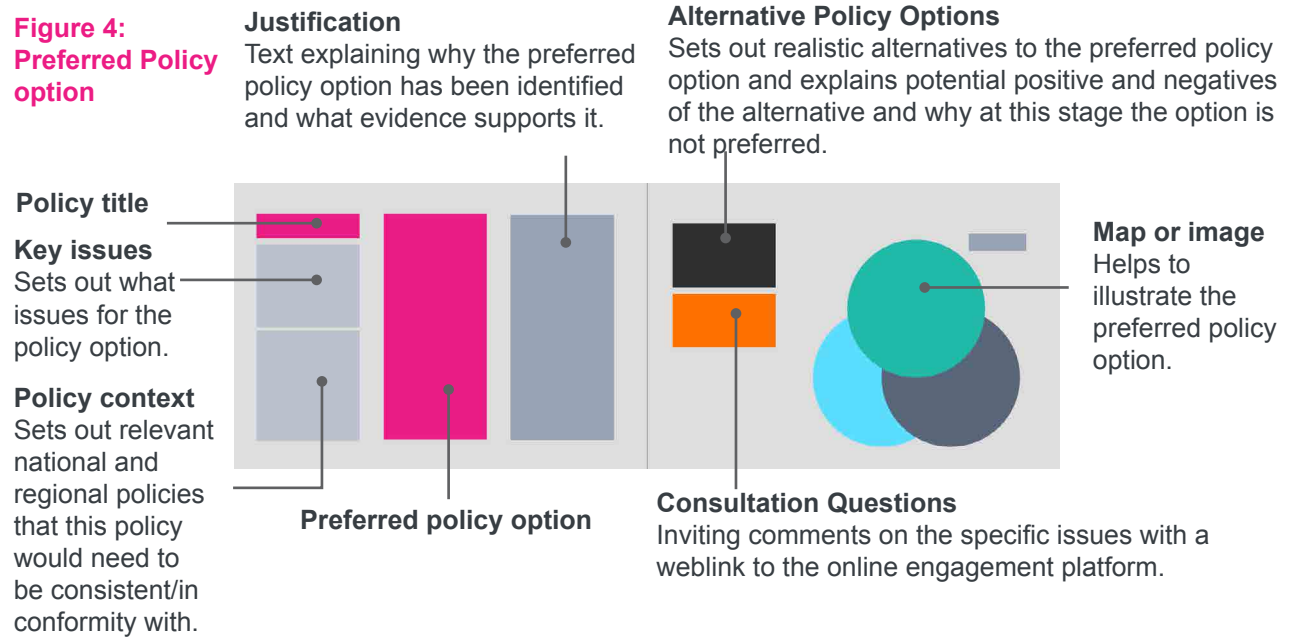 Figure 4:
Preferred Policy
option
Justification
Text explaining why the preferred
policy option has been identified
and what evidence supports it.
Alternative Policy Options
Sets out realistic alternatives to the preferred policy
option and explains potential positive and negatives
of the alternative and why at this stage the option is
not preferred.
Policy title
Key issues
Sets out what
issues for the
policy option.
Policy context
Sets out relevant
national and
regional policies
that this policy
would need to
be consistent/in
conformity with.
Preferred policy option
Map or image
Helps to
illustrate the
preferred policy
option.
Consultation Questions
Inviting comments on the specific issues with a
weblink to the online engagement platform.